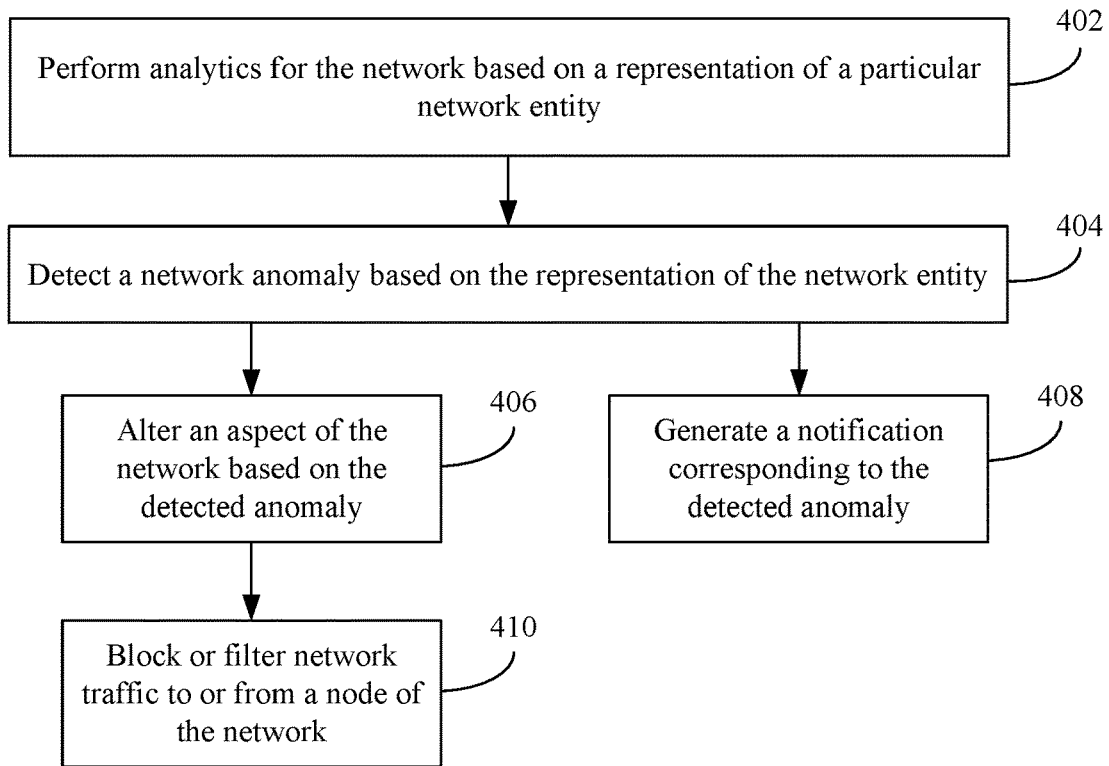 402
Perform analytics for the network based on a representation of a particular
network entity
404
Detect a network anomaly based on the representation of the network entity
406
Alter an aspect of the
network based on the
detected anomaly
408
Generate a notification
corresponding to the
detected anomaly
410
Block or filter network
traffic to or from a node of
the network